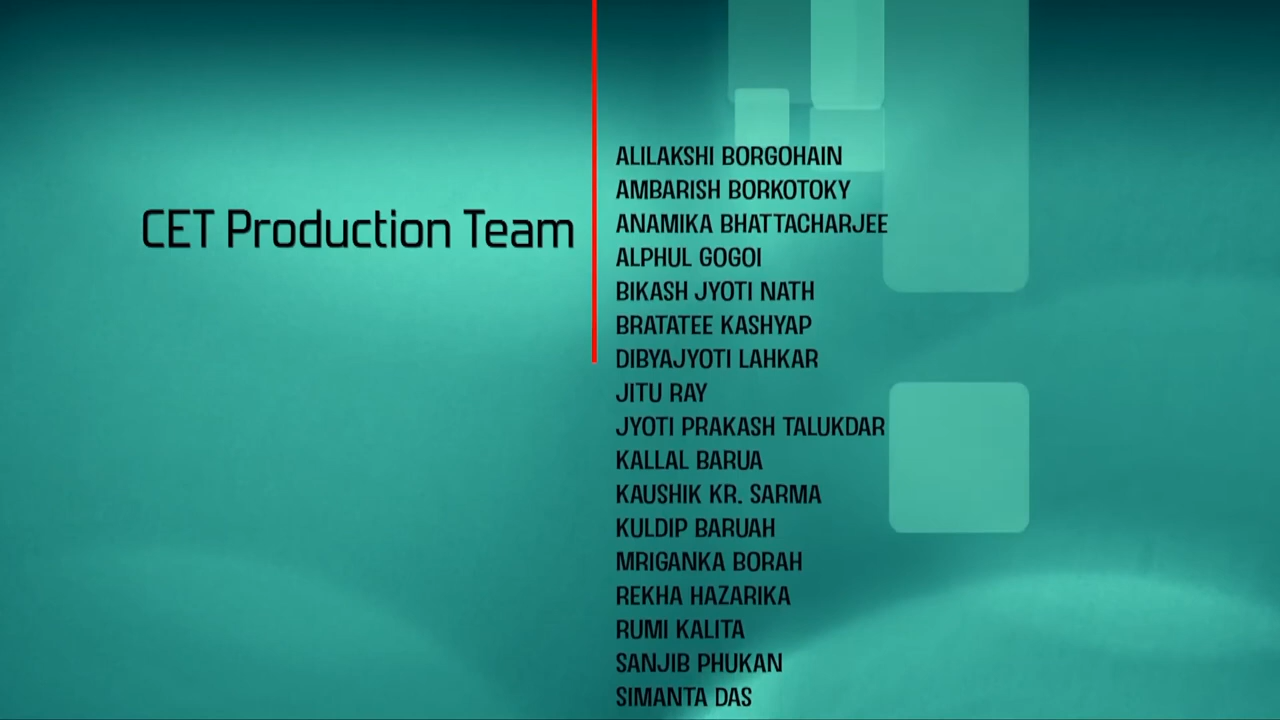 CET Production Team
ALILAKSHI BORGOHAIN
AMBARISH BORKOTOKY
ANAMIKA BHATTACHARJEE
ALPHUL GOGOI
BIKASH JYOTI NATH
BRATATEE KASHYAP
DIBYAJYOTI LAHKAR
JITU RAY
JYOTI PRAKASH TALUKDAR
KALLAL BARUA
KAUSHIK KR. SARMA
KULDIP BARUAH
MRIGANKA BORAH
REKHA HAZARIKA
RUMI KALITA
SANJIB PHUKAN
SIMANTA DAS